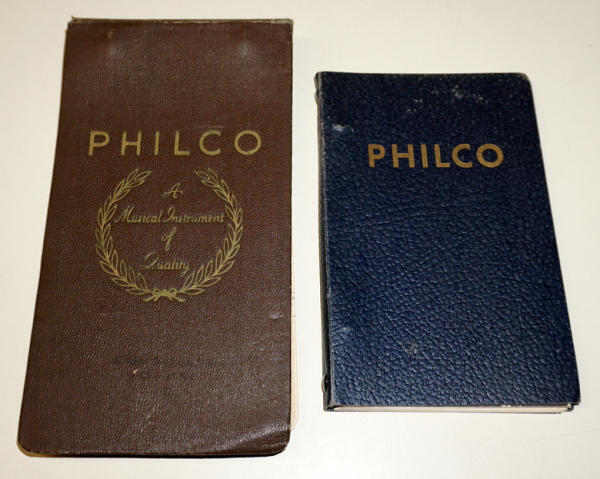 PHILCO
A
Musical Instrument
of
Quality
PHILCO